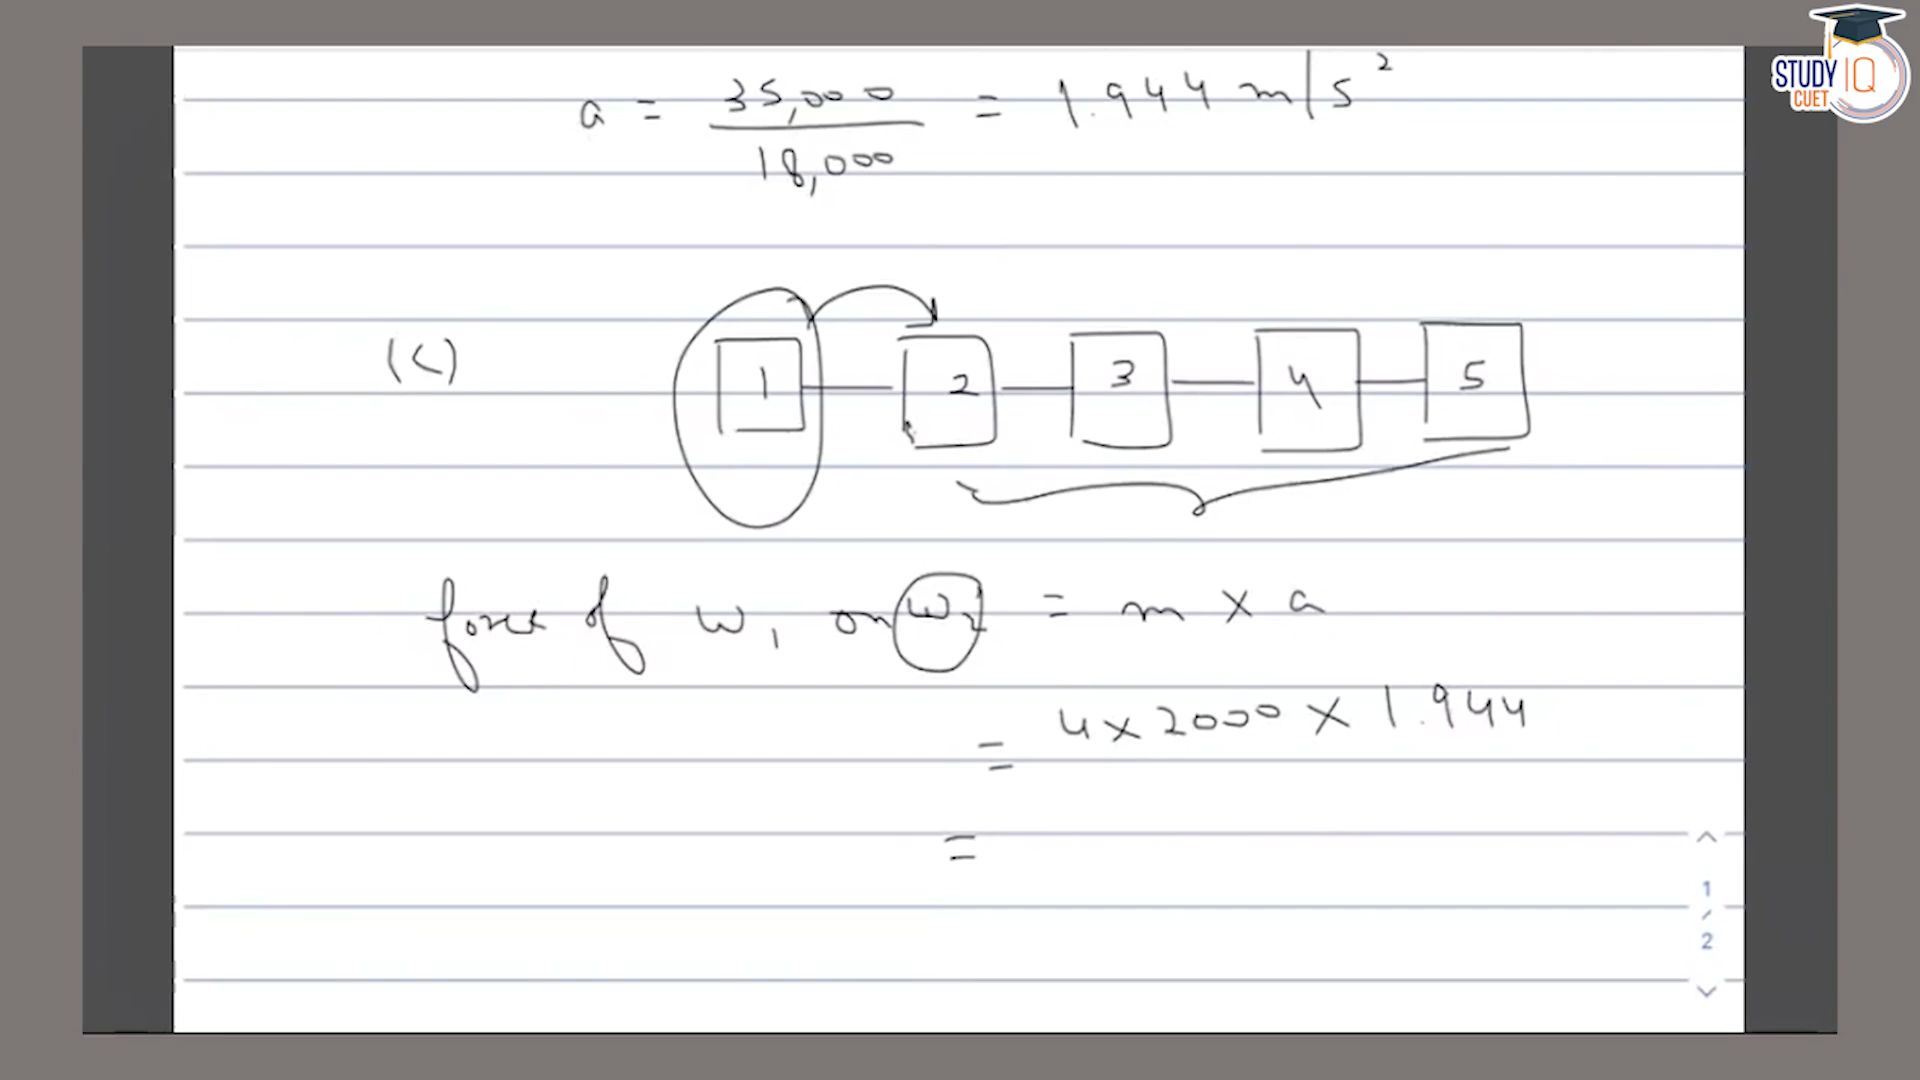 STUDY IQ
CUET
a = 35,000 / 18,000 = 1.944 m/s²
(c)
1 2 3 4 5
force of w₁ on w₂ = m × a
= 4 × 2000 × 1.944
=
1
/
2